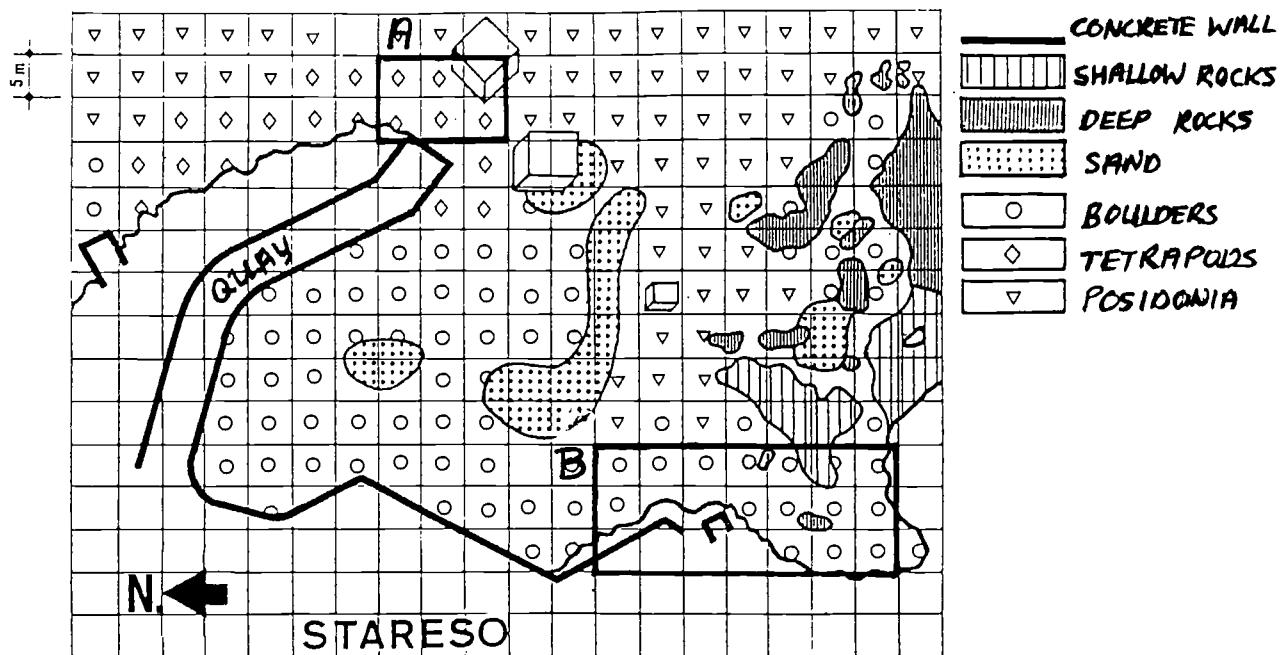 A
5 m
QUAY
B
N.
STARESO
CONCRETE WALL
SHALLOW ROCKS
DEEP ROCKS
SAND
BOULDERS
TETRAPODS
POSIDONIA